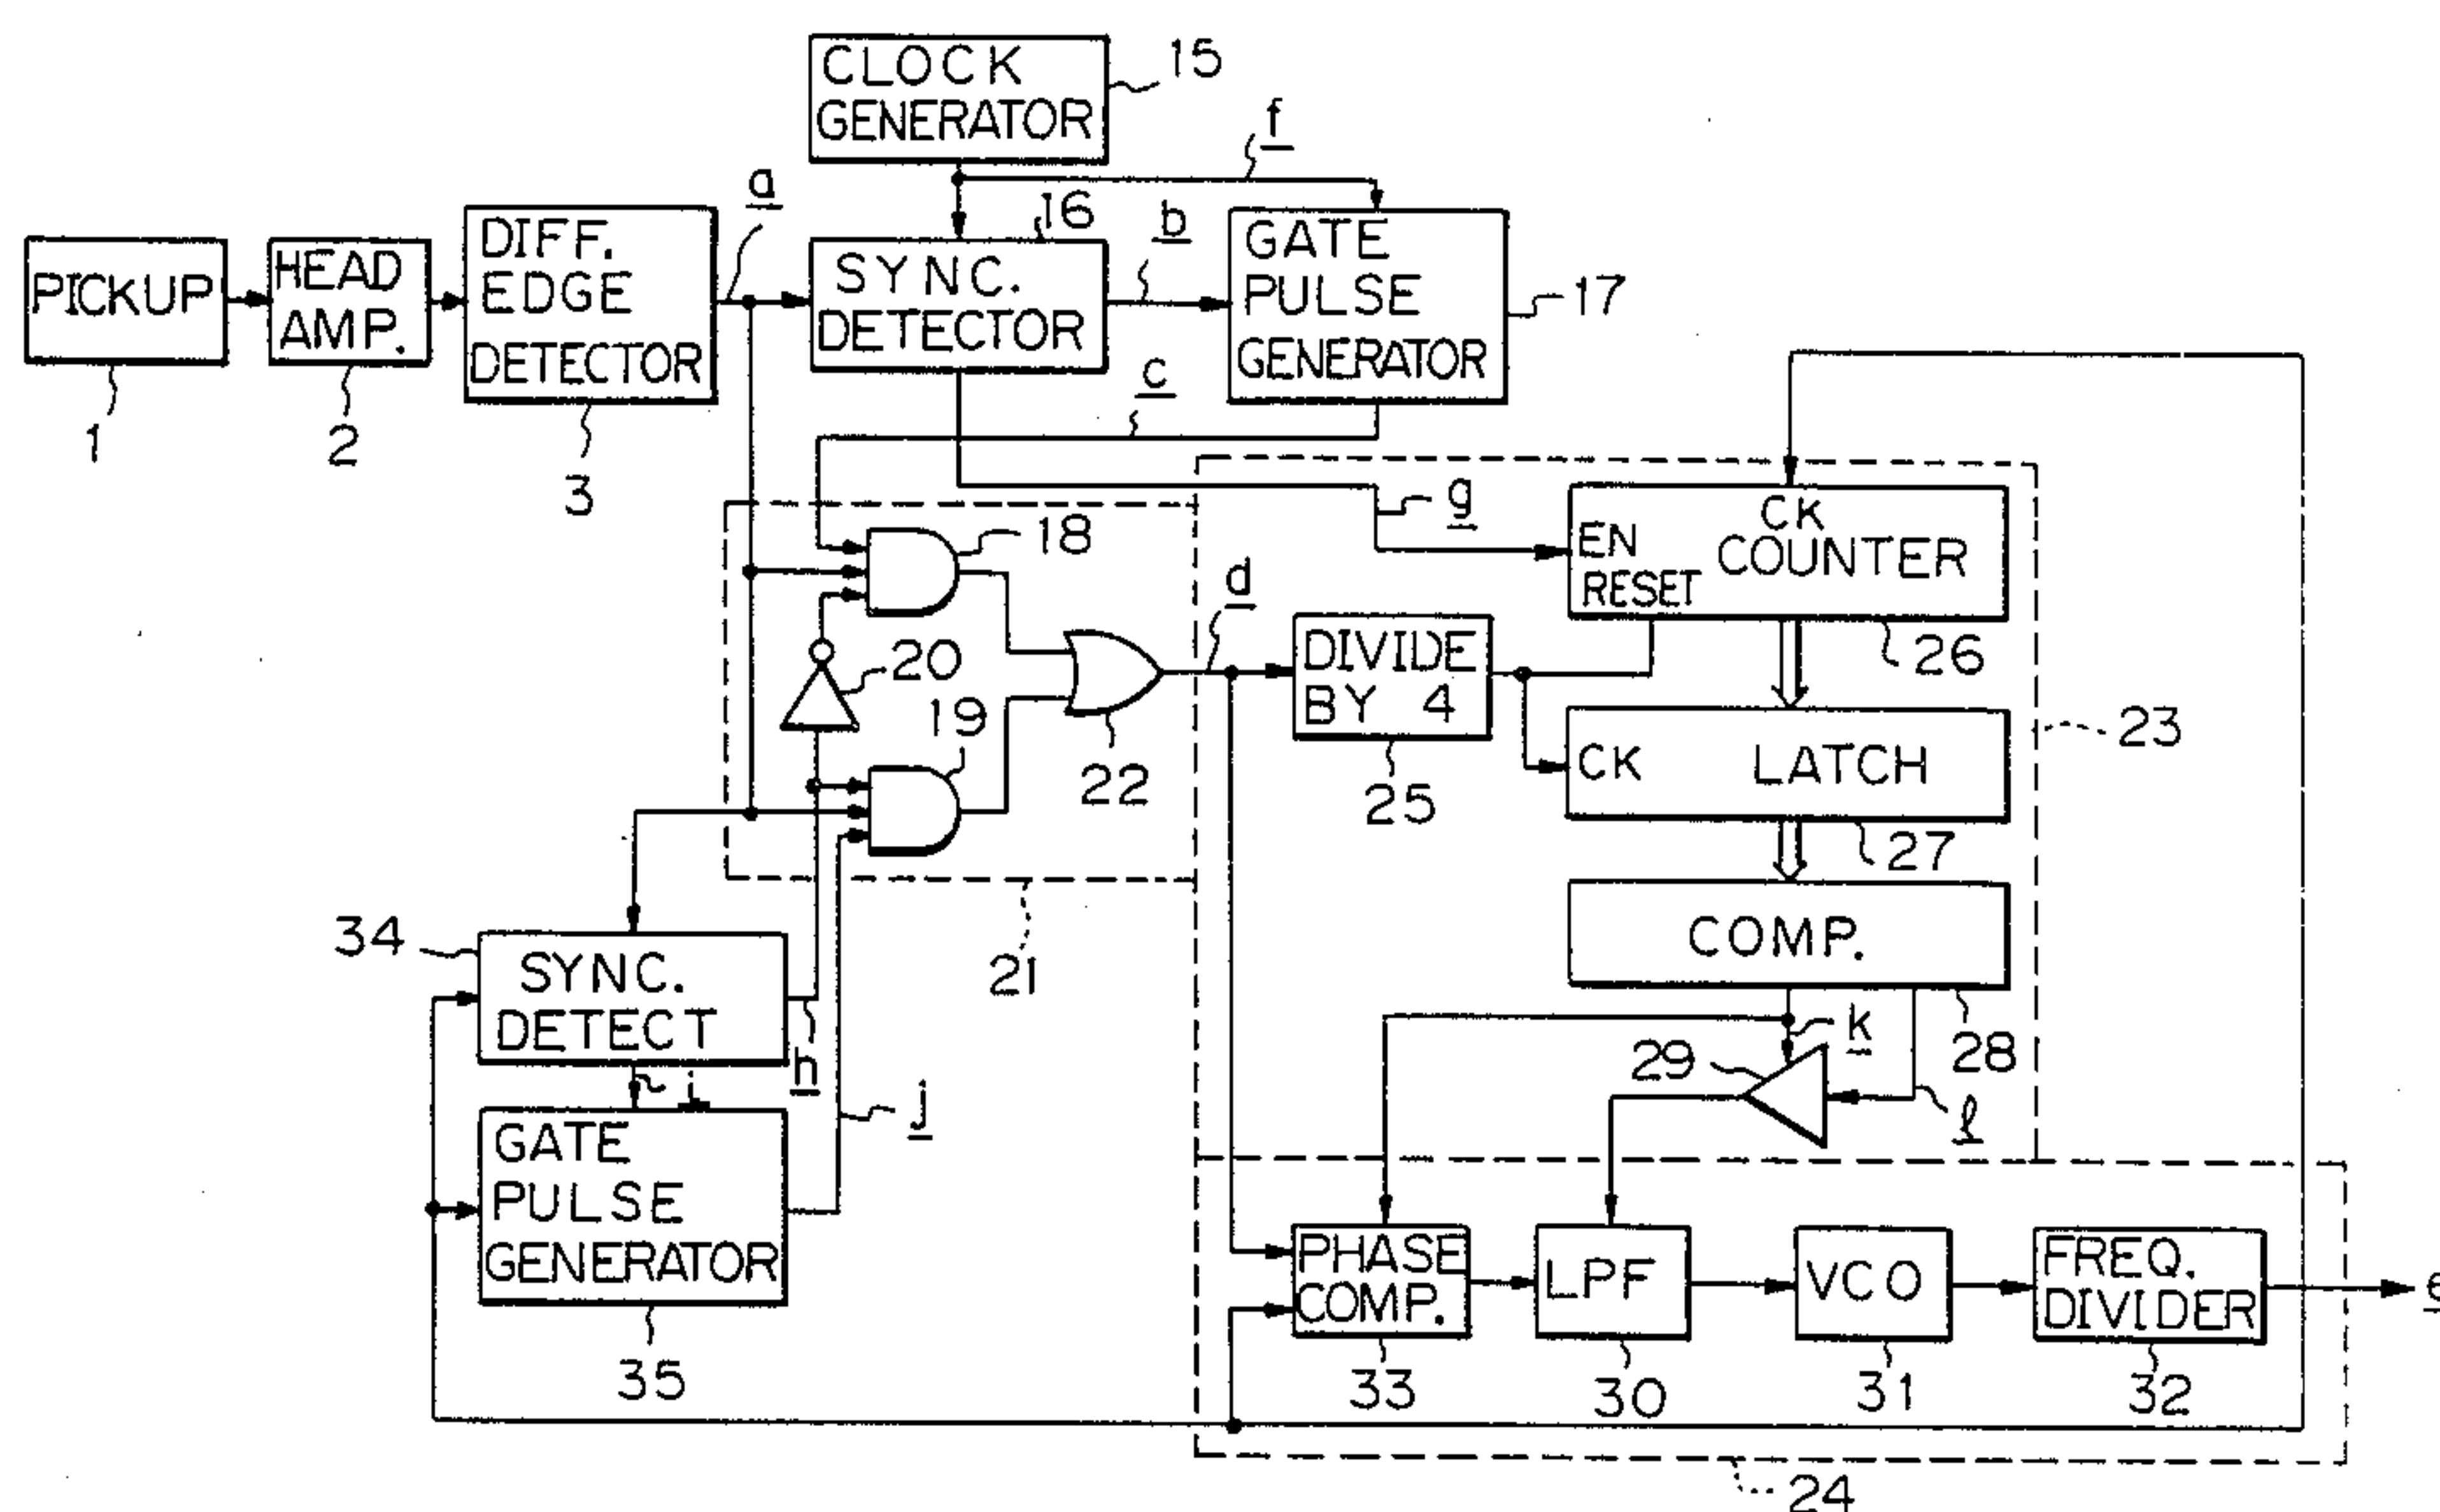 CLOCK
GENERATOR
15
f
a
16
b
PICKUP
1
HEAD
AMP.
2
DIFF.
EDGE
DETECTOR
3
SYNC.
DETECTOR
GATE
PULSE
GENERATOR
17
c
g
CK
EN COUNTER
RESET
26
18
20
19
22
d
DIVIDE
BY 4
25
CK LATCH
27
23
COMP.
28
k
29
l
21
34
SYNC.
DETECT
h
i
j
GATE
PULSE
GENERATOR
35
PHASE
COMP.
33
LPF
30
VCO
31
FREQ.
DIVIDER
32
e
24